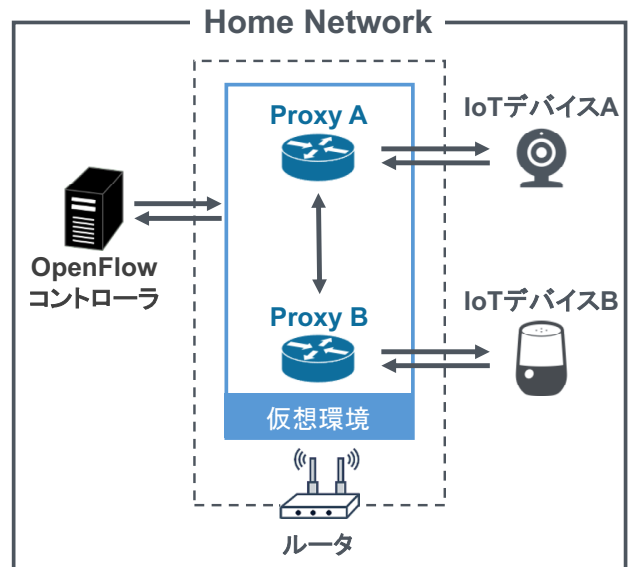 Home Network
Proxy A
IoTデバイスA
OpenFlow
コントローラ
Proxy B
IoTデバイスB
仮想環境
ルータ